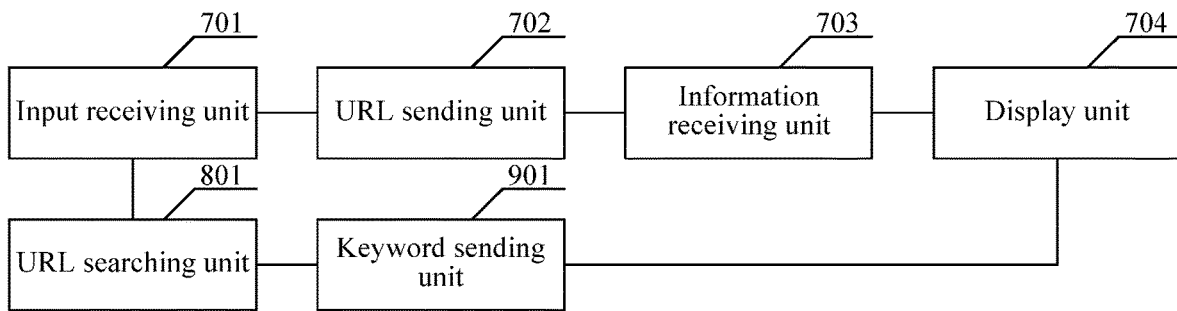 701
702
703
704
Input receiving unit
URL sending unit
Information
receiving unit
Display unit
801
901
URL searching unit
Keyword sending
unit